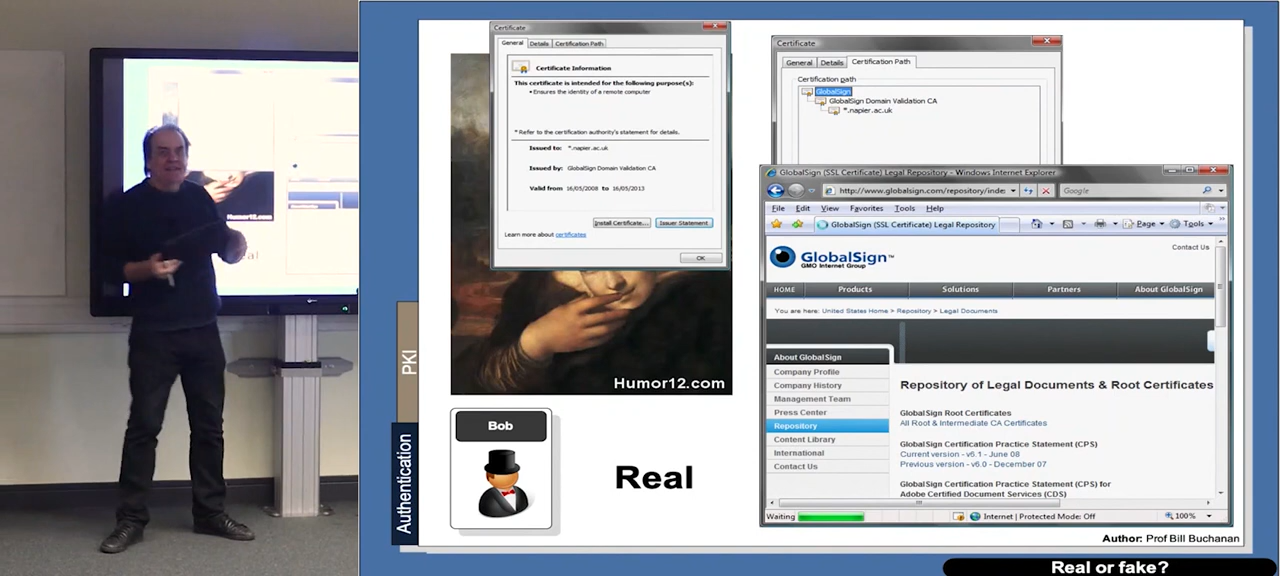 Certificate
General
Details
Certification Path
Certificate Information
This certificate is intended for the following purpose(s):
• Ensures the identity of a remote computer
* Refer to the certification authority's statement for details.
Issued to: *.napier.ac.uk
Issued by: GlobalSign Domain Validation CA
Valid from 16/05/2008 to 16/05/2013
Install Certificate...
Issuer Statement
Learn more about certificates
OK
Humor12.com
Certificate
General
Details
Certification Path
Certification path
GlobalSign
GlobalSign Domain Validation CA
*.napier.ac.uk
GlobalSign (SSL Certificate) Legal Repository - Windows Internet Explorer
http://www.globalsign.com/repository/inde
Google
File Edit View Favorites Tools Help
GlobalSign (SSL Certificate) Legal Repository
Page
Tools
Contact Us
GlobalSign™
GMO Internet Group
HOME Products Solutions Partners About GlobalSign
You are here: United States Home > Repository > Legal Documents
About GlobalSign
Company Profile
Company History
Management Team
Press Center
Repository
Content Library
International
Contact Us
Repository of Legal Documents & Root Certificates
GlobalSign Root Certificates
All Root & Intermediate CA Certificates
GlobalSign Certification Practice Statement (CPS)
Current version - v6.1 - June 08
Previous version - v6.0 - December 07
GlobalSign Certification Practice Statement (CPS) for
Adobe Certified Document Services (CDS)
Waiting
Internet | Protected Mode: Off
100%
PKI
Authentication
Bob
Real
Author: Prof Bill Buchanan
Real or fake?
Humor12.com